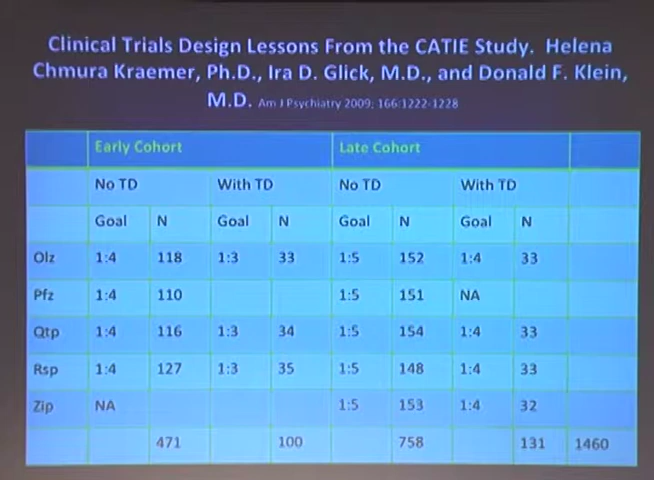 Clinical Trials Design Lessons From the CATIE Study. Helena
Chmura Kraemer, Ph.D., Ira D. Glick, M.D., and Donald F. Klein,
M.D. Am J Psychiatry 2009; 166:1222-1228
Early Cohort Late Cohort
No TD With TD No TD With TD
Goal N Goal N Goal N Goal N
Olz 1:4 118 1:3 33 1:5 152 1:4 33
Pfz 1:4 110 1:5 151 NA
Qtp 1:4 116 1:3 34 1:5 154 1:4 33
Rsp 1:4 127 1:3 35 1:5 148 1:4 33
Zip NA 1:5 153 1:4 32
471 100 758 131 1460